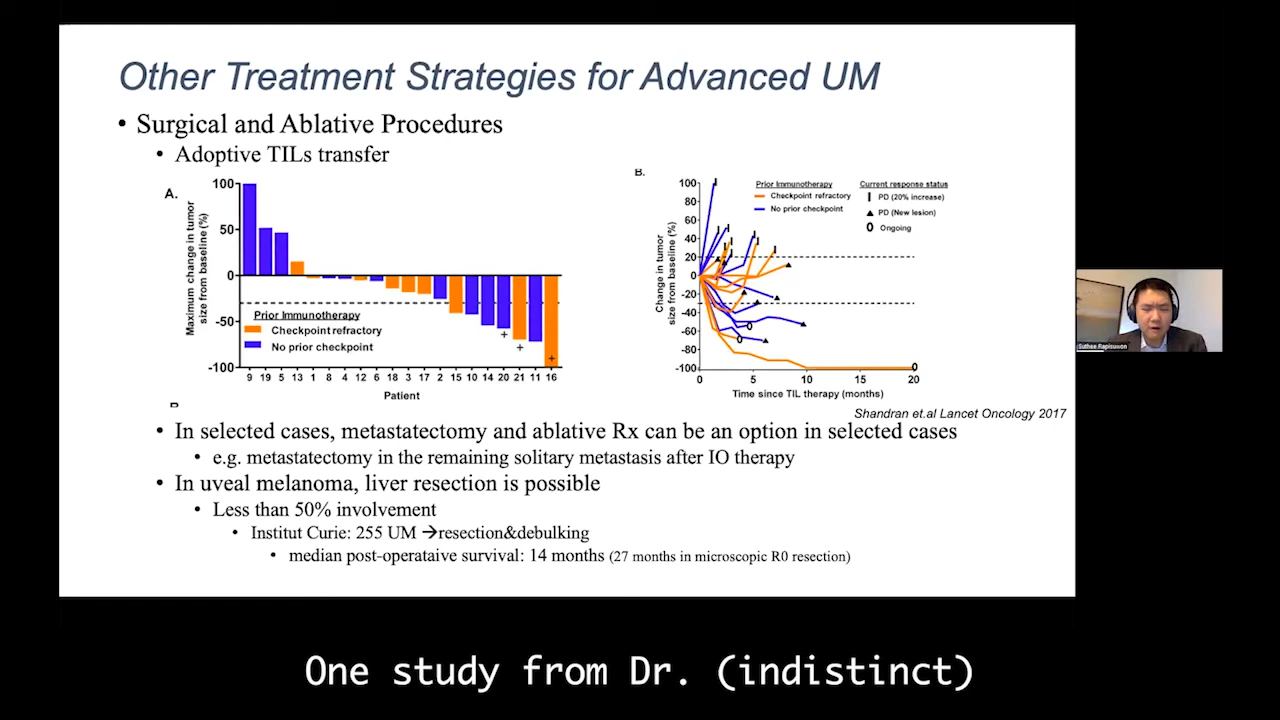 Other Treatment Strategies for Advanced UM
• Surgical and Ablative Procedures
• Adoptive TILs transfer
A.
Maximum change in tumor
size from baseline (%)
100
50
0
-50
-100
Prior Immunotherapy
Checkpoint refractory
No prior checkpoint
+
+
+
9 19 5 13 1 8 4 12 6 18 3 17 2 15 10 14 20 21 11 16
Patient
B.
Change in tumor
size from baseline (%)
100
80
60
40
20
0
-20
-40
-60
-80
-100
Prior Immunotherapy
Checkpoint refractory
No prior checkpoint
Current response status
PD (20% increase)
PD (New lesion)
Ongoing
0 5 10 15 20
Time since TIL therapy (months)
Shandran et.al Lancet Oncology 2017
• In selected cases, metastatectomy and ablative Rx can be an option in selected cases
• e.g. metastatectomy in the remaining solitary metastasis after IO therapy
• In uveal melanoma, liver resection is possible
• Less than 50% involvement
• Institut Curie: 255 UM →resection&debulking
• median post-operataive survival: 14 months (27 months in microscopic R0 resection)
Suthee Rapisuwon
One study from Dr. (indistinct)